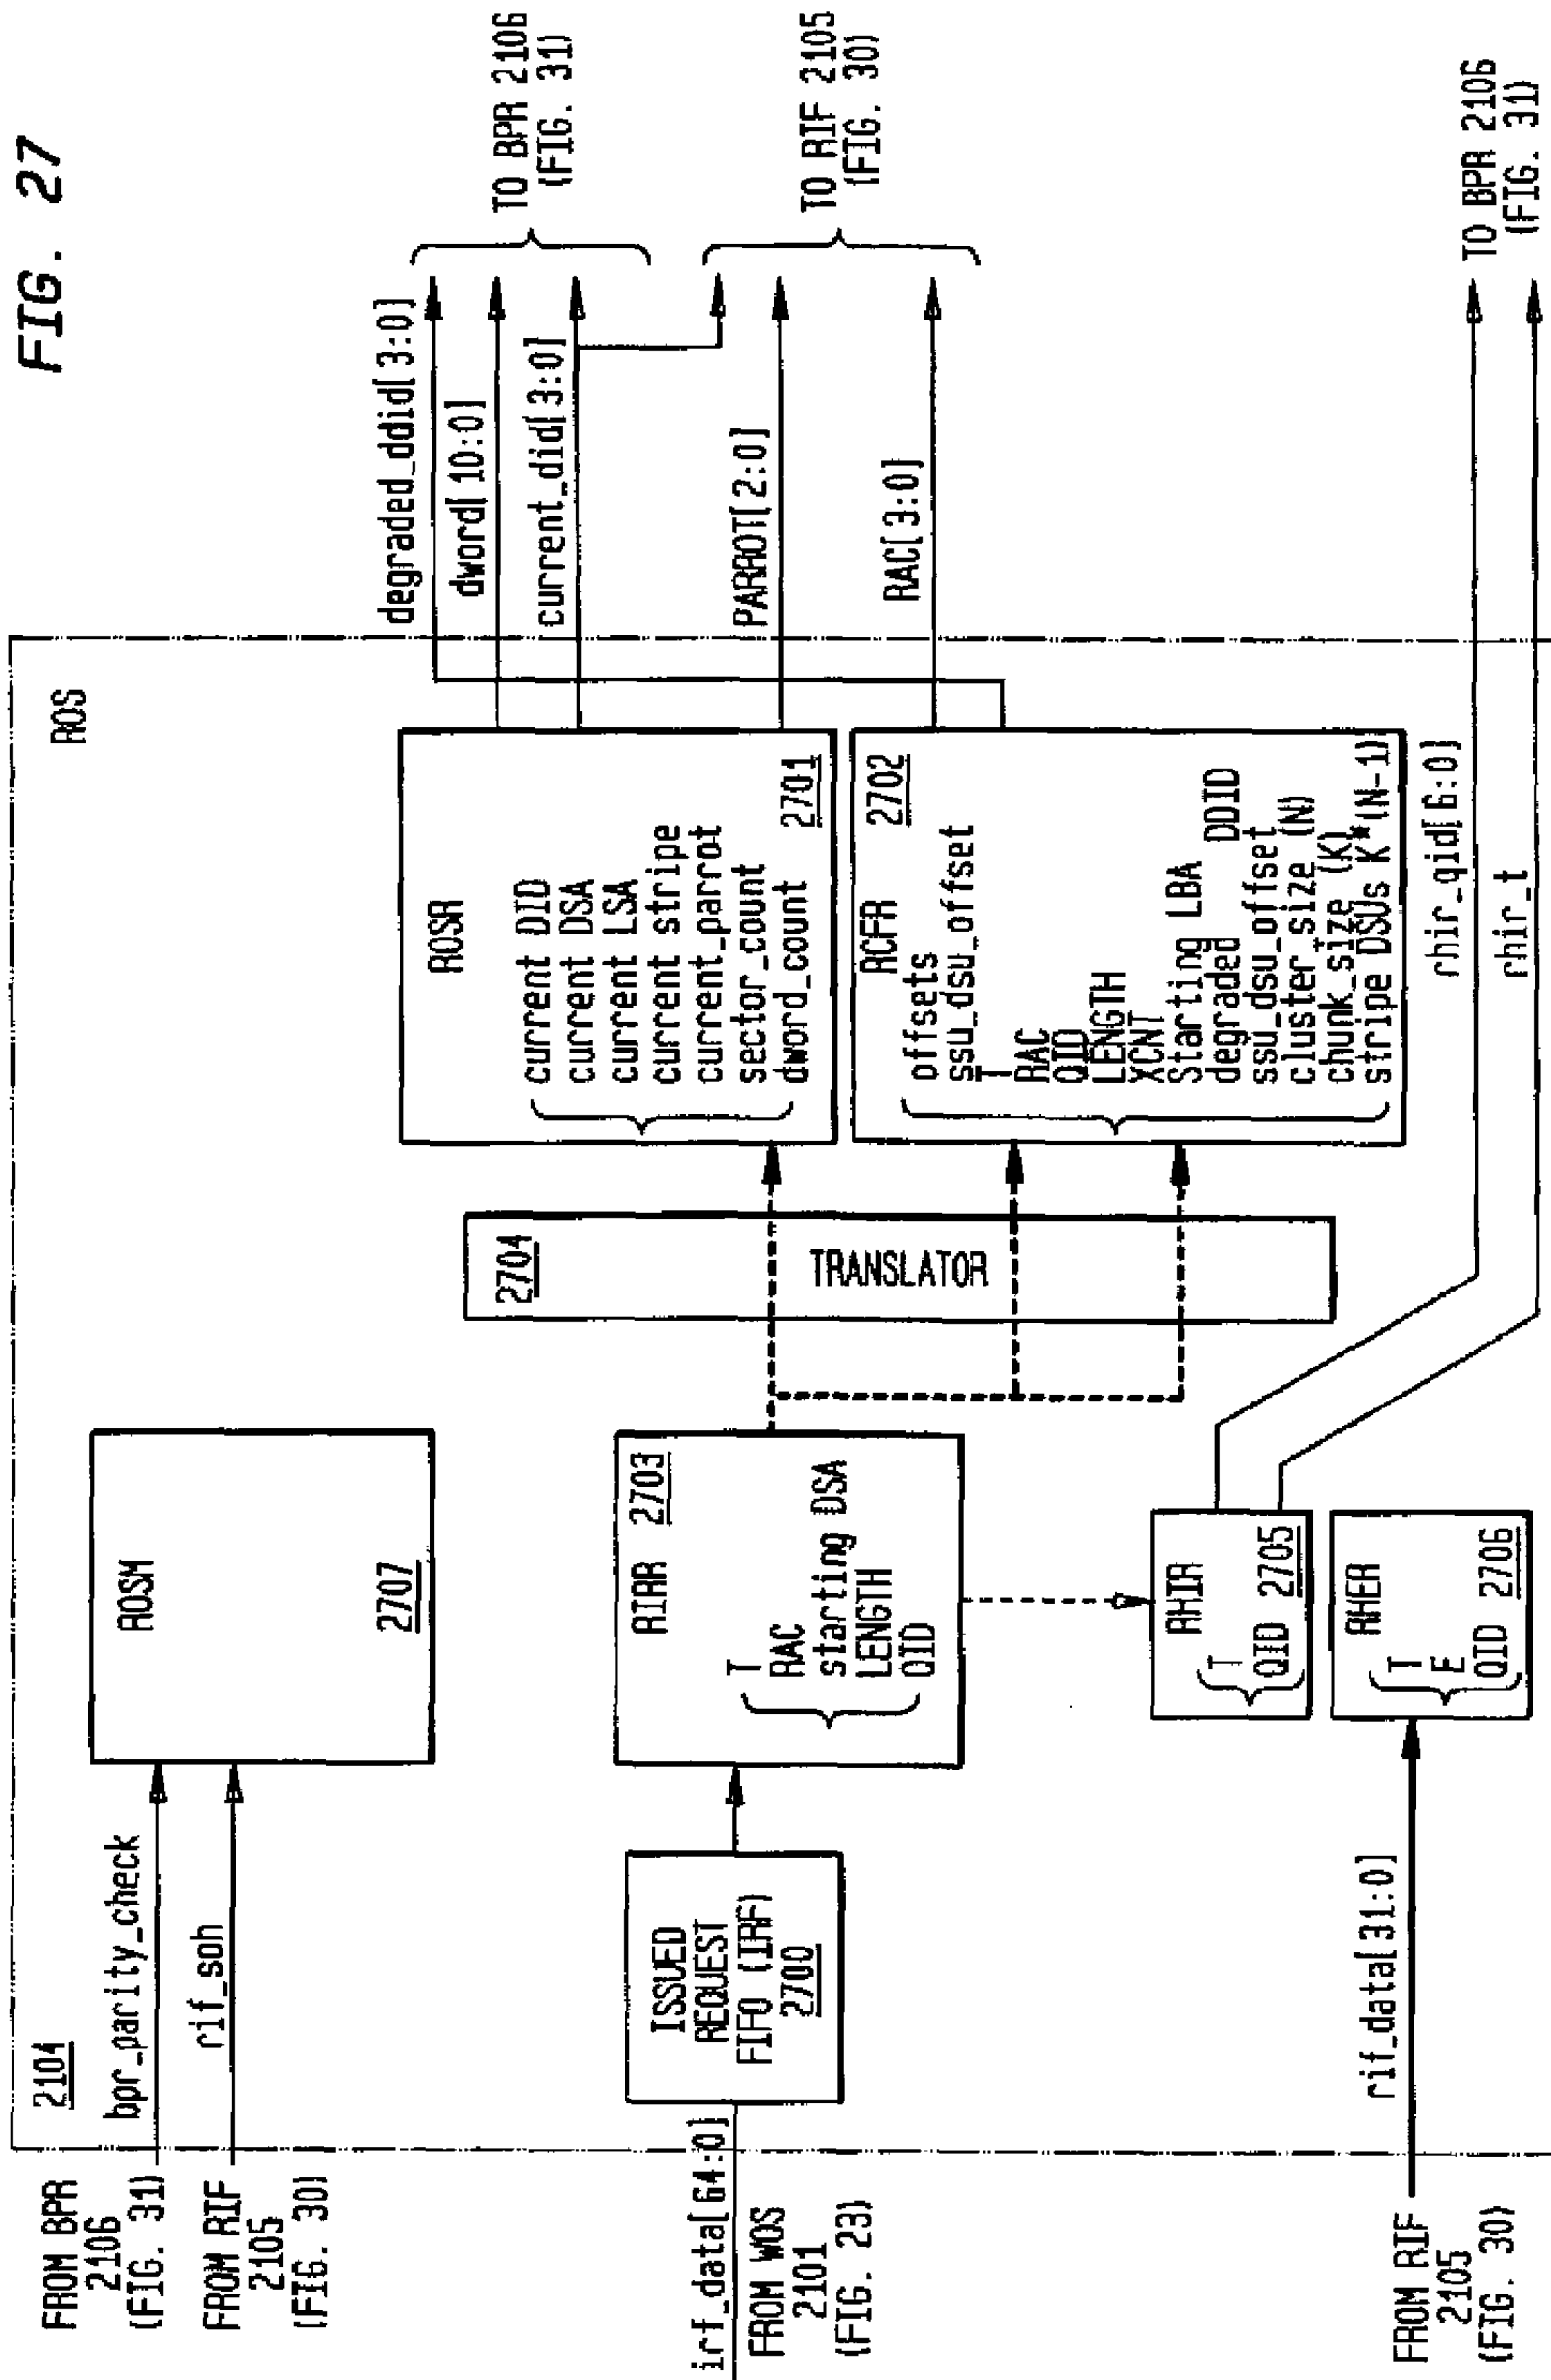 FIG. 27
2104
ROS
FROM BPR
2106
(FIG. 31)
bpr_parity_check
FROM RIF
2105
(FIG. 30)
rif_soh
ROSM
2707
irf_data[64:0]
FROM WOS
2101
(FIG. 23)
ISSUED
REQUEST
FIFO (IRF)
2700
RIRR
2703
T
RAC
starting DSA
LENGTH
QID
2704
TRANSLATOR
ROSR
current DID
current DSA
current LSA
current stripe
current_parrot
sector_count
dword_count
2701
RCFR
2702
offsets
ssu_dsu_offset
T
RAC
QID
LENGTH
XCNT
Starting LBA
degraded DDID
ssu_dsu_offset
cluster_size (N)
chunk_size (K)
stripe DSUs K*(N-1)
degraded_ddid[3:0]
dword[10:0]
current_did[3:0]
TO BPR 2106
(FIG. 31)
PARROT[2:0]
RAC[3:0]
TO RIF 2105
(FIG. 30)
FROM RIF
2105
(FIG. 30)
rif_data[31:0]
RHIR
T
QID 2705
RHER
T
E
QID 2706
rhir_qid[6:0]
rhir_t
TO BPR 2106
(FIG. 31)